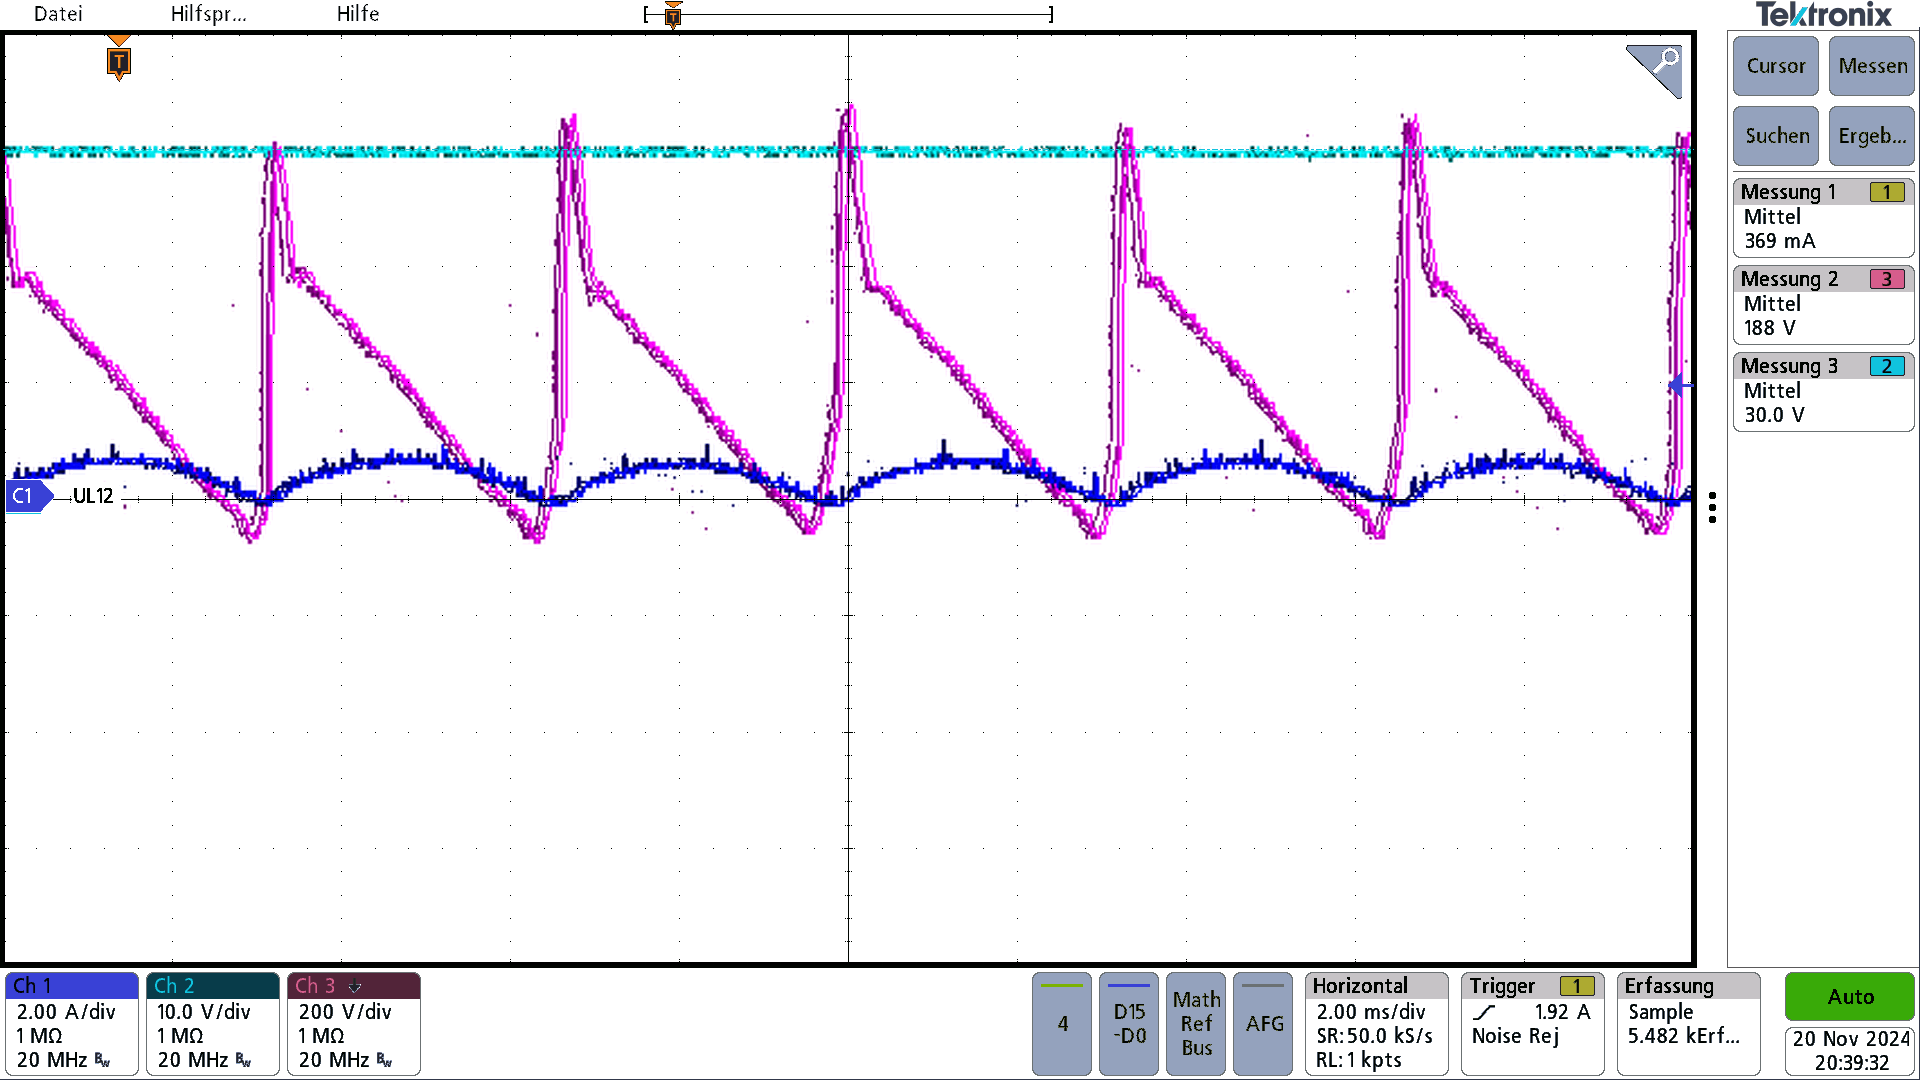 Datei Hilfspr... Hilfe
Tektronix
T
T
Cursor Messen
Suchen Ergeb...
Messung 1 1
Mittel
369 mA
Messung 2 3
Mittel
188 V
Messung 3 2
Mittel
30.0 V
C1 UL12
Ch 1
2.00 A/div
1 MΩ
20 MHz Bw
Ch 2
10.0 V/div
1 MΩ
20 MHz Bw
Ch 3
200 V/div
1 MΩ
20 MHz Bw
4
D15
-D0
Math
Ref
Bus
AFG
Horizontal
2.00 ms/div
SR:50.0 kS/s
RL:1 kpts
Trigger 1
1.92 A
Noise Rej
Erfassung
Sample
5.482 kErf...
Auto
20 Nov 2024
20:39:32